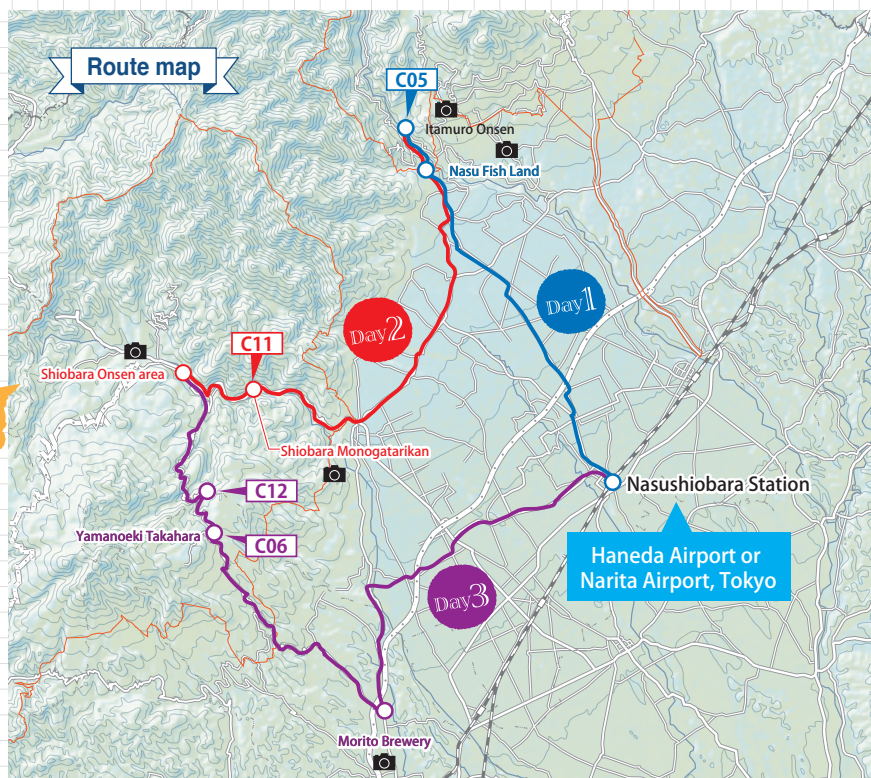 Route map
C05
Itamuro Onsen
Nasu Fish Land
Day1
Day2
C11
Shiobara Onsen area
Shiobara Monogatarikan
Nasushiobara Station
C12
Yamanoeki Takahara
C06
Haneda Airport or
Narita Airport, Tokyo
Day3
Morito Brewery